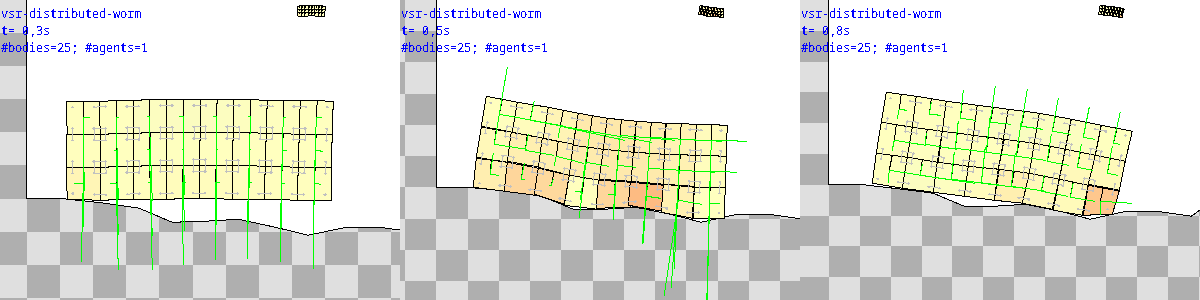 vsr-distributed-worm
t= 0,3s
#bodies=25; #agents=1
vsr-distributed-worm
t= 0,5s
#bodies=25; #agents=1
vsr-distributed-worm
t= 0,8s
#bodies=25; #agents=1